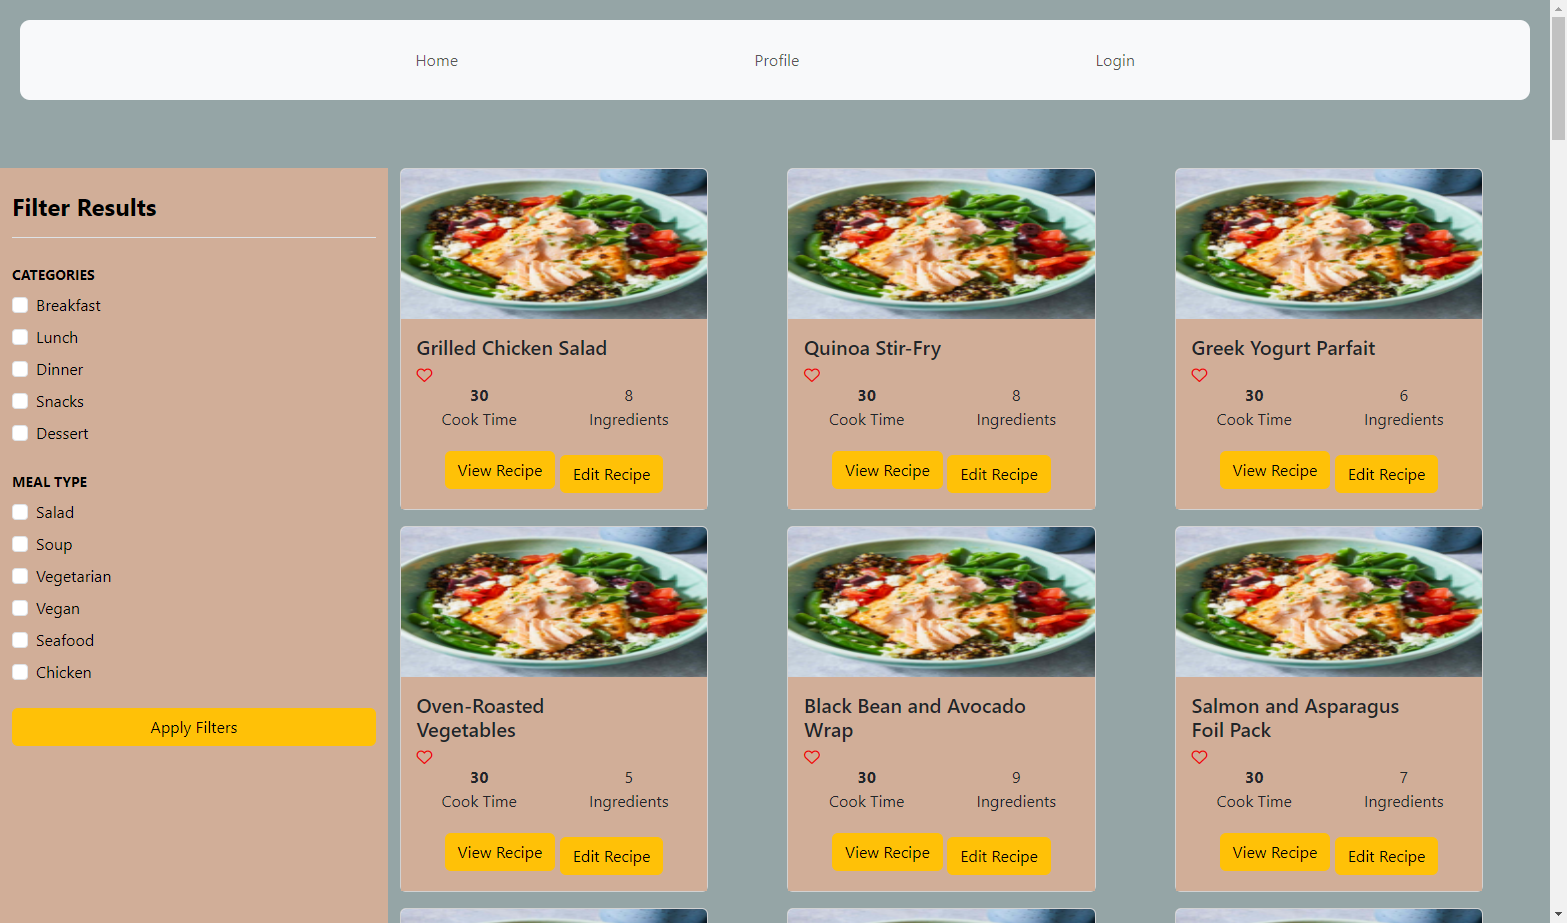 Home Profile Login
Filter Results
CATEGORIES
Breakfast
Lunch
Dinner
Snacks
Dessert
MEAL TYPE
Salad
Soup
Vegetarian
Vegan
Seafood
Chicken
Apply Filters
Grilled Chicken Salad
30 8
Cook Time Ingredients
View Recipe Edit Recipe
Quinoa Stir-Fry
30 8
Cook Time Ingredients
View Recipe Edit Recipe
Greek Yogurt Parfait
30 6
Cook Time Ingredients
View Recipe Edit Recipe
Oven-Roasted
Vegetables
30 5
Cook Time Ingredients
View Recipe Edit Recipe
Black Bean and Avocado
Wrap
30 9
Cook Time Ingredients
View Recipe Edit Recipe
Salmon and Asparagus
Foil Pack
30 7
Cook Time Ingredients
View Recipe Edit Recipe